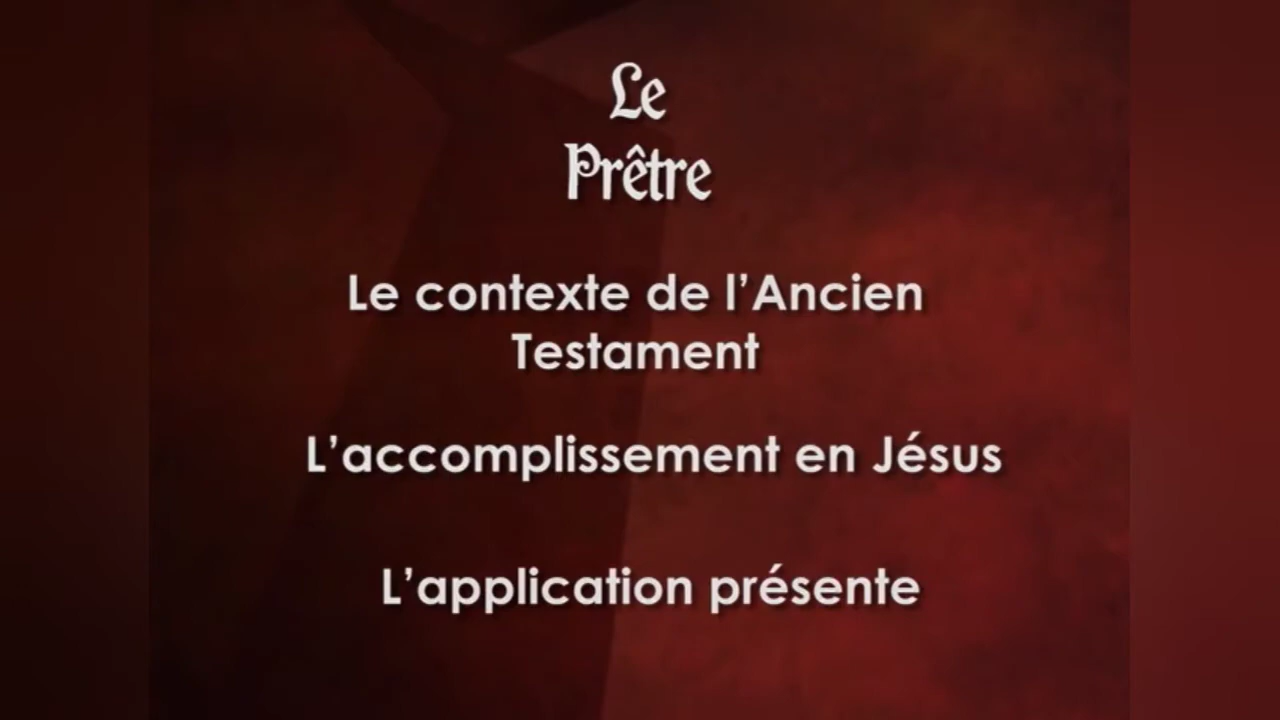 Le
Prêtre
Le contexte de l’Ancien
Testament
L’accomplissement en Jésus
L’application présente